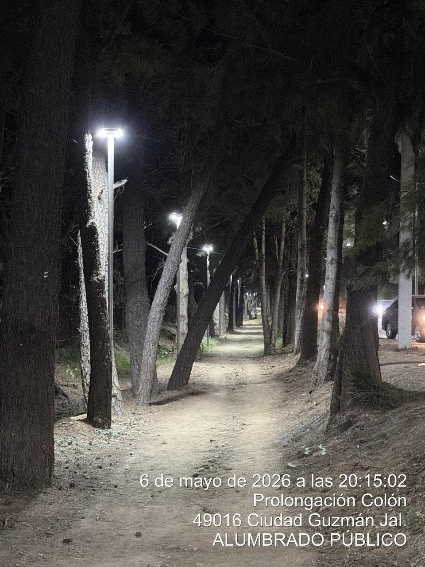 6 de mayo de 2026 a las 20:15:02
Prolongación Colón
49016 Ciudad Guzmán Jal.
ALUMBRADO PÚBLICO